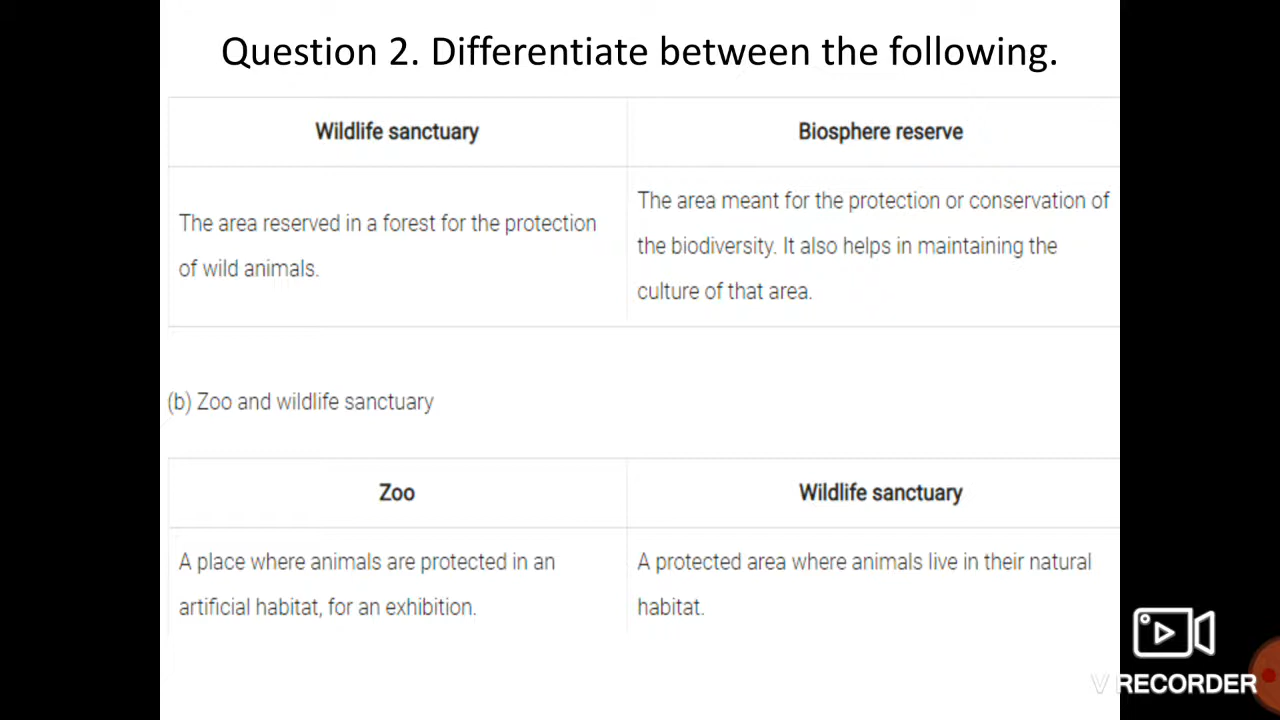 Question 2. Differentiate between the following.
Wildlife sanctuary
Biosphere reserve
The area reserved in a forest for the protection
of wild animals.
The area meant for the protection or conservation of
the biodiversity. It also helps in maintaining the
culture of that area.
(b) Zoo and wildlife sanctuary
Zoo
Wildlife sanctuary
A place where animals are protected in an
artificial habitat, for an exhibition.
A protected area where animals live in their natural
habitat.
V RECORDER